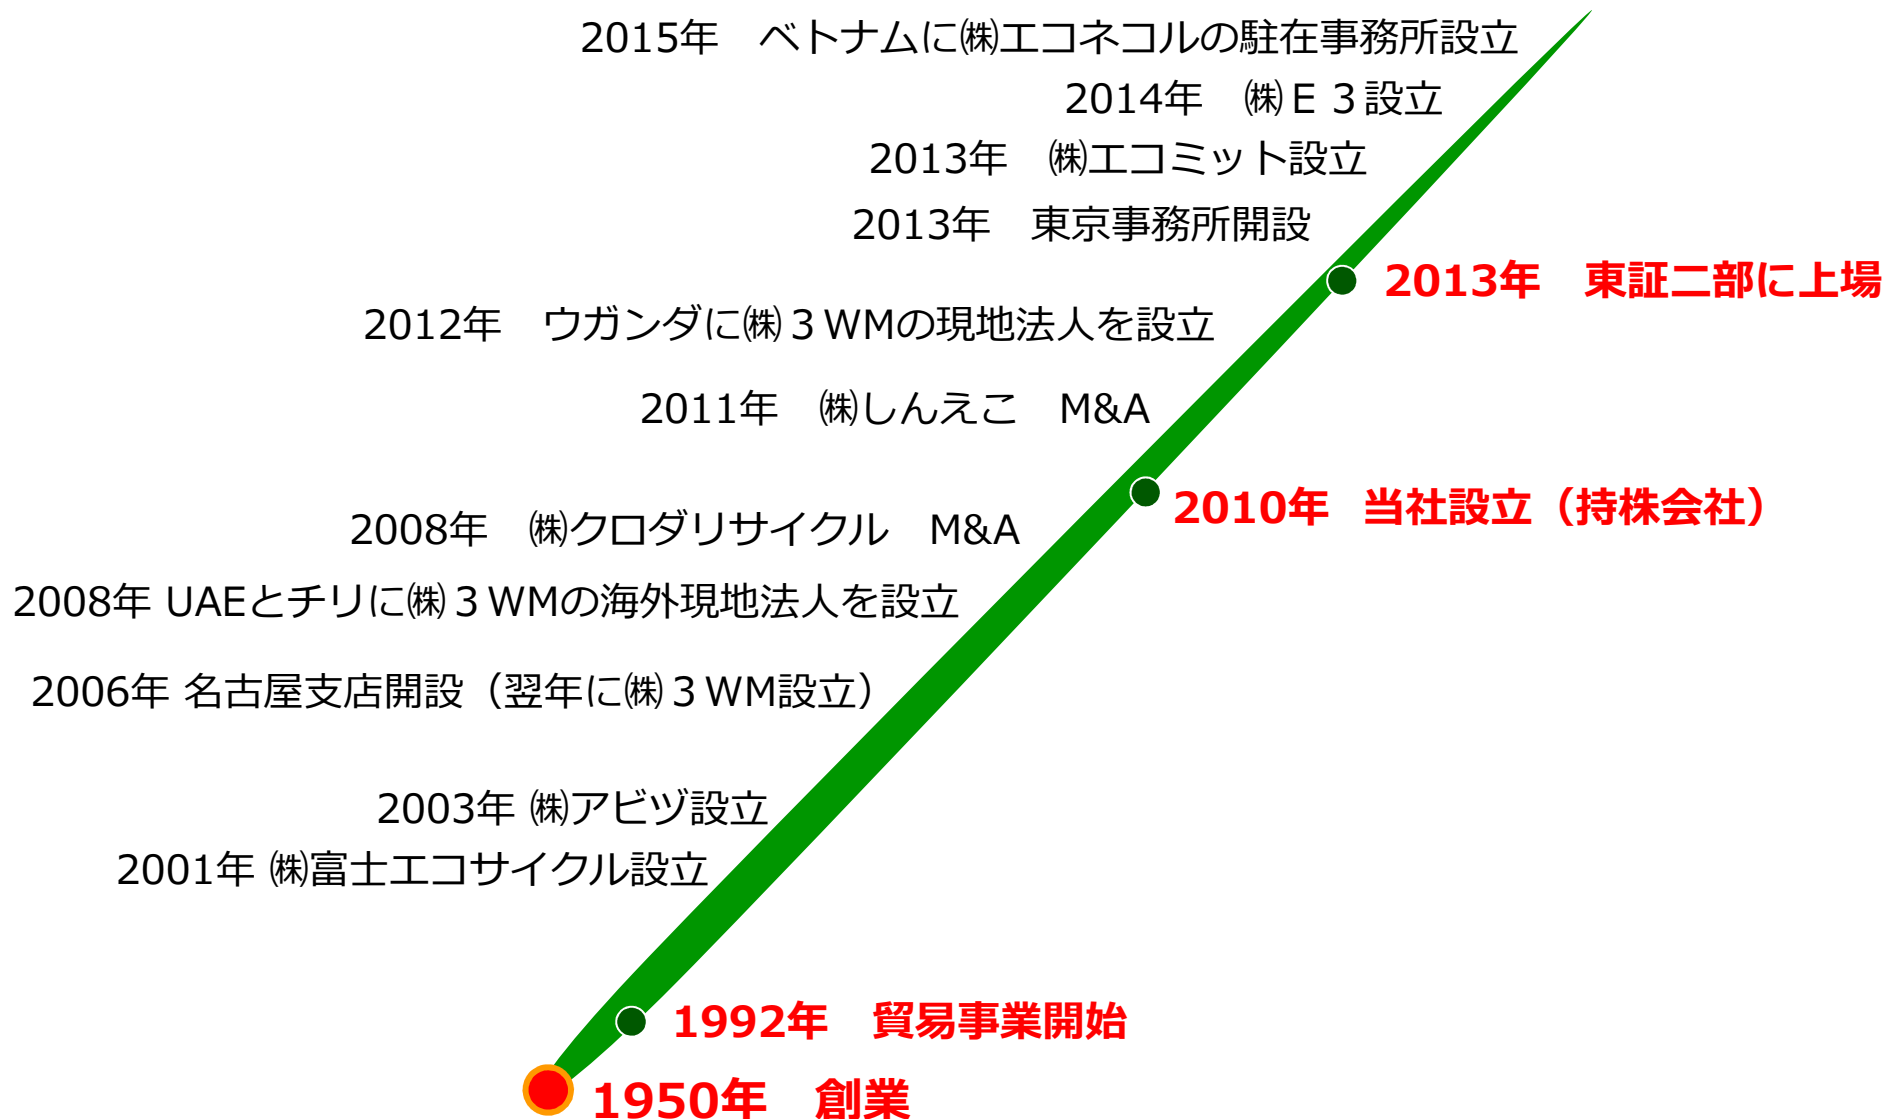 2015年　ベトナムに㈱エコネコルの駐在事務所設立
2014年　㈱Ｅ３設立
2013年　㈱エコミット設立
2013年　東京事務所開設
2013年　東証二部に上場
2012年　ウガンダに㈱３WMの現地法人を設立
2011年　㈱しんえこ　M&A
2010年 当社設立（持株会社）
2008年　㈱クロダリサイクル　M&A
2008年 UAEとチリに㈱３WMの海外現地法人を設立
2006年 名古屋支店開設（翌年に㈱３WM設立）
2003年 ㈱アビヅ設立
2001年 ㈱富士エコサイクル設立
1992年　貿易事業開始
1950年　創業